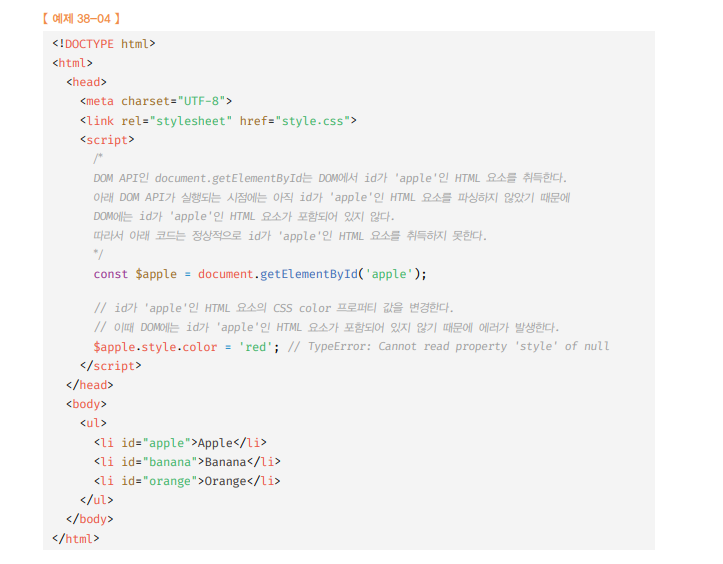 【 예제 38-04 】
<!DOCTYPE html>
<html>
  <head>
    <meta charset="UTF-8">
    <link rel="stylesheet" href="style.css">
    <script>
      /*
      DOM API인 document.getElementById는 DOM에서 id가 'apple'인 HTML 요소를 취득한다.
      아래 DOM API가 실행되는 시점에는 아직 id가 'apple'인 HTML 요소를 파싱하지 않았기 때문에
      DOM에는 id가 'apple'인 HTML 요소가 포함되어 있지 않다.
      따라서 아래 코드는 정상적으로 id가 'apple'인 HTML 요소를 취득하지 못한다.
      */
      const $apple = document.getElementById('apple');

      // id가 'apple'인 HTML 요소의 CSS color 프로퍼티 값을 변경한다.
      // 이때 DOM에는 id가 'apple'인 HTML 요소가 포함되어 있지 않기 때문에 에러가 발생한다.
      $apple.style.color = 'red'; // TypeError: Cannot read property 'style' of null
    </script>
  </head>
  <body>
    <ul>
      <li id="apple">Apple</li>
      <li id="banana">Banana</li>
      <li id="orange">Orange</li>
    </ul>
  </body>
</html>